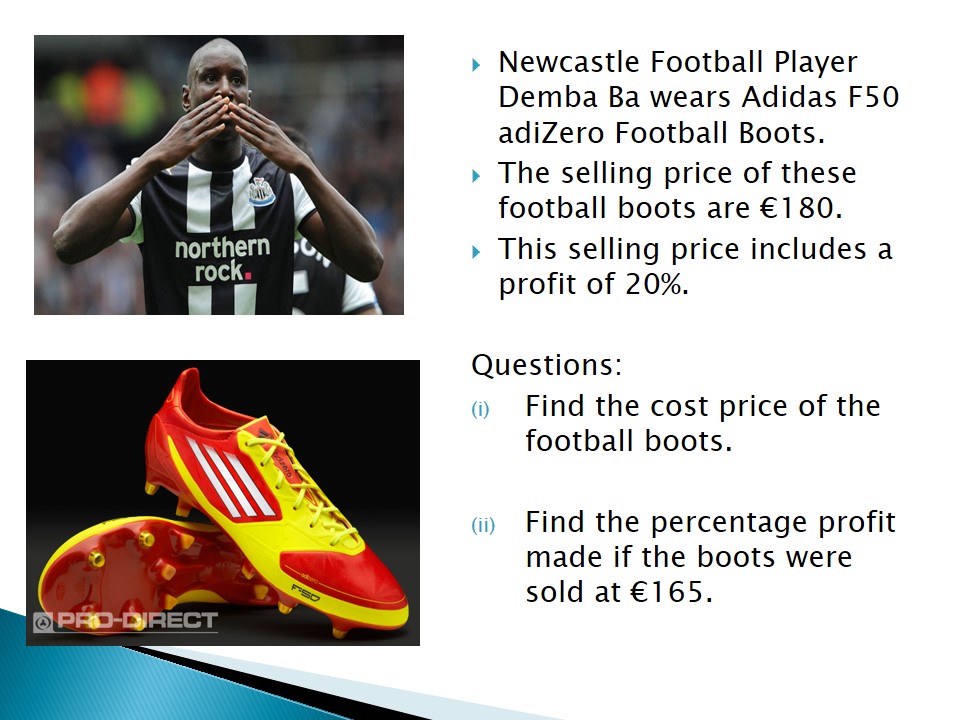 northern
rock.
Newcastle Football Player
Demba Ba wears Adidas F50
adiZero Football Boots.
The selling price of these
football boots are €180.
This selling price includes a
profit of 20%.
Questions:
(i) Find the cost price of the
football boots.
(ii) Find the percentage profit
made if the boots were
sold at €165.
F50
PRO-DIRECT